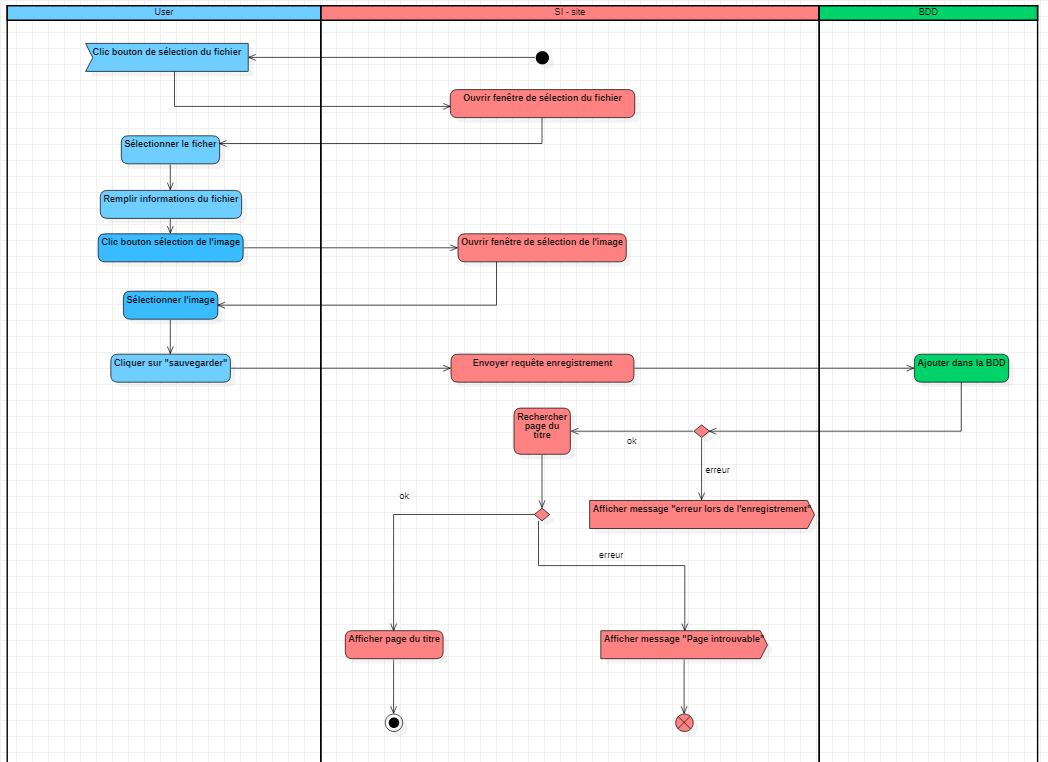 User
SI - site
BDD
Clic bouton de sélection du fichier
Ouvrir fenêtre de sélection du fichier
Sélectionner le ficher
Remplir informations du fichier
Clic bouton sélection de l'image
Ouvrir fenêtre de sélection de l'image
Sélectionner l'image
Cliquer sur "sauvegarder"
Envoyer requête enregistrement
Ajouter dans la BDD
Rechercher
page du
titre
ok
erreur
Afficher message "erreur lors de l'enregistrement"
ok
erreur
Afficher page du titre
Afficher message "Page introuvable"